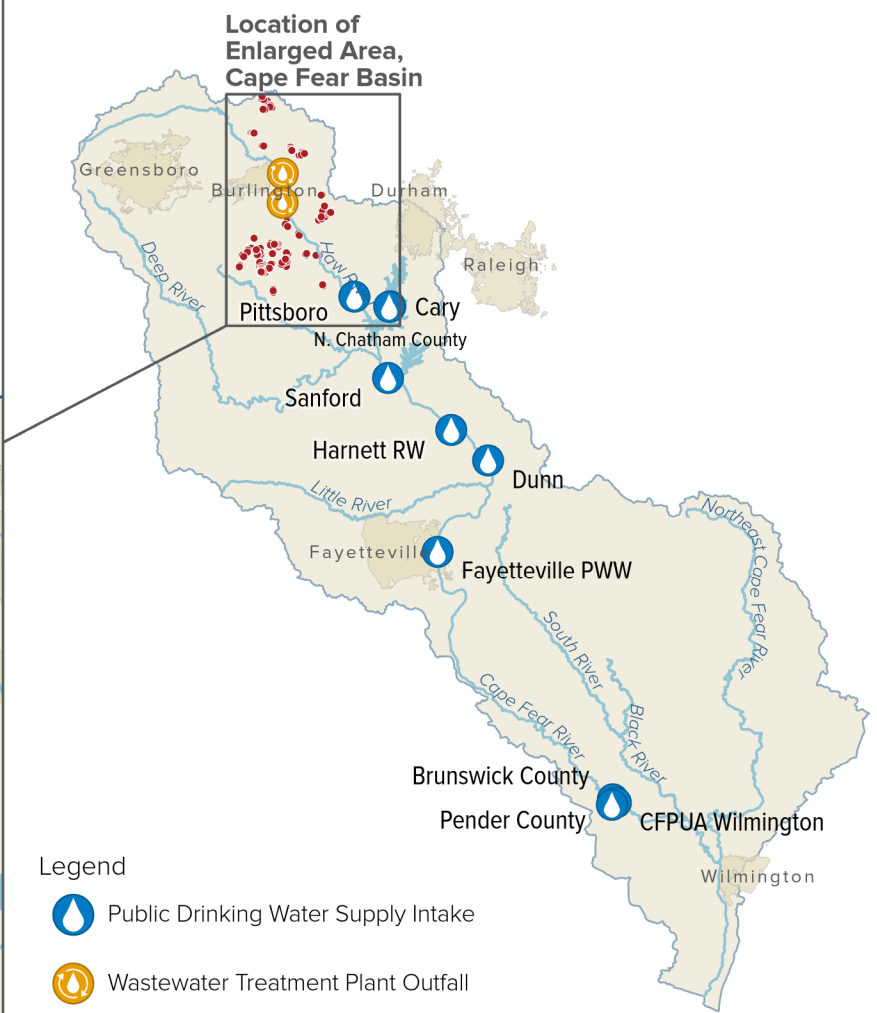 Location of
Enlarged Area,
Cape Fear Basin
Greensboro
Burlington
Durham
Raleigh
Deep River
Haw R
Pittsboro
Cary
N. Chatham County
Sanford
Harnett RW
Dunn
Little River
Northeast Cape Fear River
Fayetteville
Fayetteville PWW
South River
Cape Fear River
Black River
Brunswick County
Pender County
CFPUA Wilmington
Wilmington
Legend
Public Drinking Water Supply Intake
Wastewater Treatment Plant Outfall